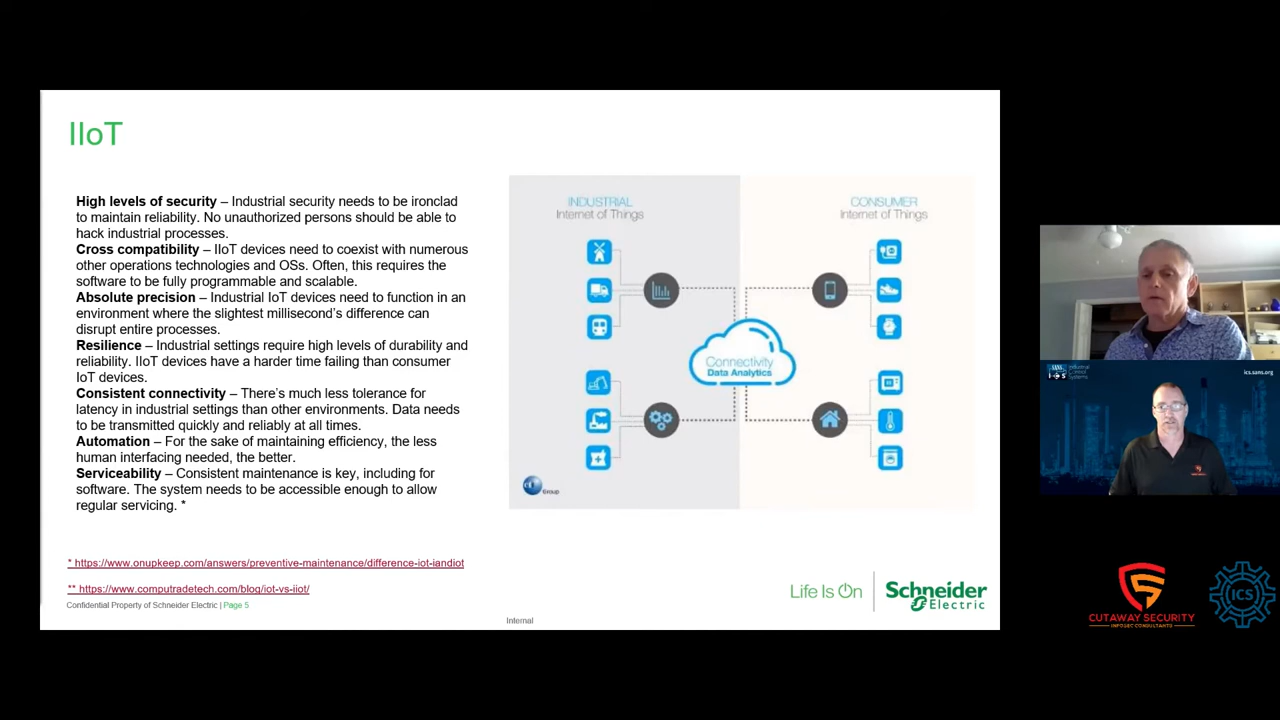 IIoT
High levels of security – Industrial security needs to be ironclad
to maintain reliability. No unauthorized persons should be able to
hack industrial processes.
Cross compatibility – IIoT devices need to coexist with numerous
other operations technologies and OSs. Often, this requires the
software to be fully programmable and scalable.
Absolute precision – Industrial IoT devices need to function in an
environment where the slightest millisecond's difference can
disrupt entire processes.
Resilience – Industrial settings require high levels of durability and
reliability. IIoT devices have a harder time failing than consumer
IoT devices.
Consistent connectivity – There's much less tolerance for
latency in industrial settings than other environments. Data needs
to be transmitted quickly and reliably at all times.
Automation – For the sake of maintaining efficiency, the less
human interfacing needed, the better.
Serviceability – Consistent maintenance is key, including for
software. The system needs to be accessible enough to allow
regular servicing. *
INDUSTRIAL
Internet of Things
CONSUMER
Internet of Things
Connectivity
Data Analytics
Group
* https://www.onupkeep.com/answers/preventive-maintenance/difference-iot-iandiot
** https://www.computradetech.com/blog/iot-vs-iiot/
Confidential Property of Schneider Electric | Page 5
Internal
Life Is On
Schneider
Electric
SANS
ICS
Industrial
Control
Systems
ics.sans.org
CUTAWAY SECURITY
INFOSEC CONSULTANTS
ICS